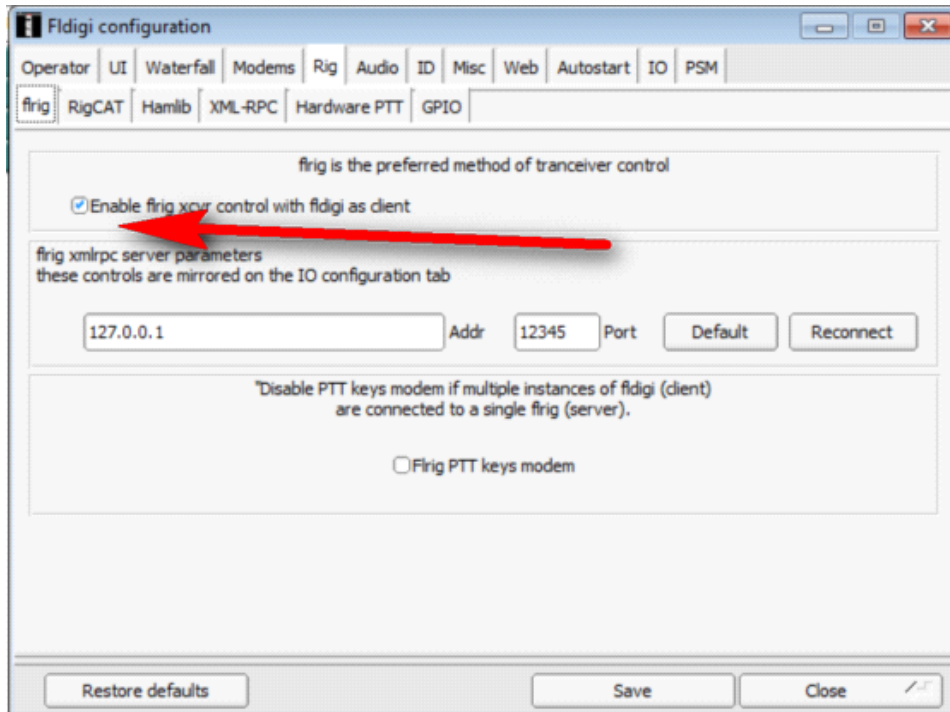 Fldigi configuration
Operator UI Waterfall Modems Rig Audio ID Misc Web Autostart IO PSM
flrig RigCAT Hamlib XML-RPC Hardware PTT GPIO
flrig is the preferred method of tranceiver control
Enable flrig xcvr control with fldigi as client
flrig xmlrpc server parameters
these controls are mirrored on the IO configuration tab
127.0.0.1 Addr 12345 Port Default Reconnect
"Disable PTT keys modem if multiple instances of fldigi (client)
are connected to a single flrig (server).
Flrig PTT keys modem
Restore defaults Save Close